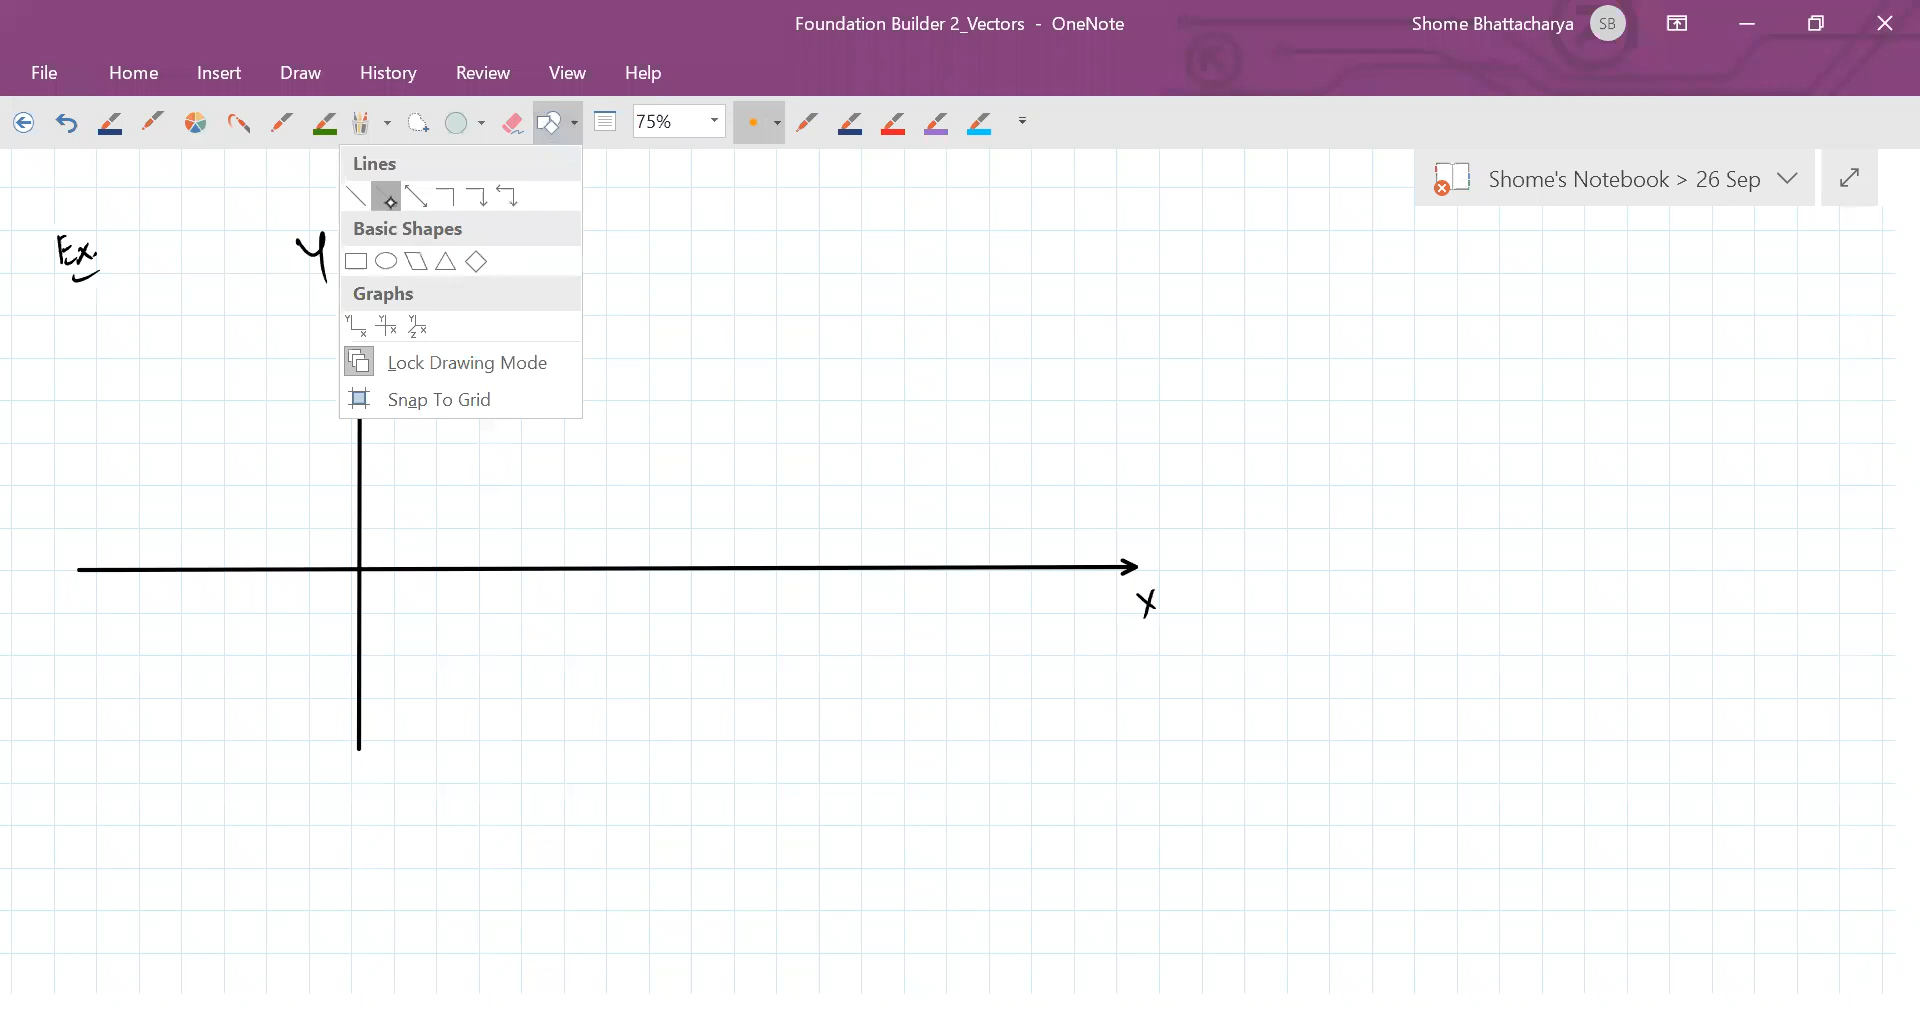 Foundation Builder 2_Vectors - OneNote
Shome Bhattacharya SB
File Home Insert Draw History Review View Help
75%
Lines
Shome's Notebook > 26 Sep
Basic Shapes
Ex.
Y
Graphs
Y X Y X Y X Z
Lock Drawing Mode
Snap To Grid
X